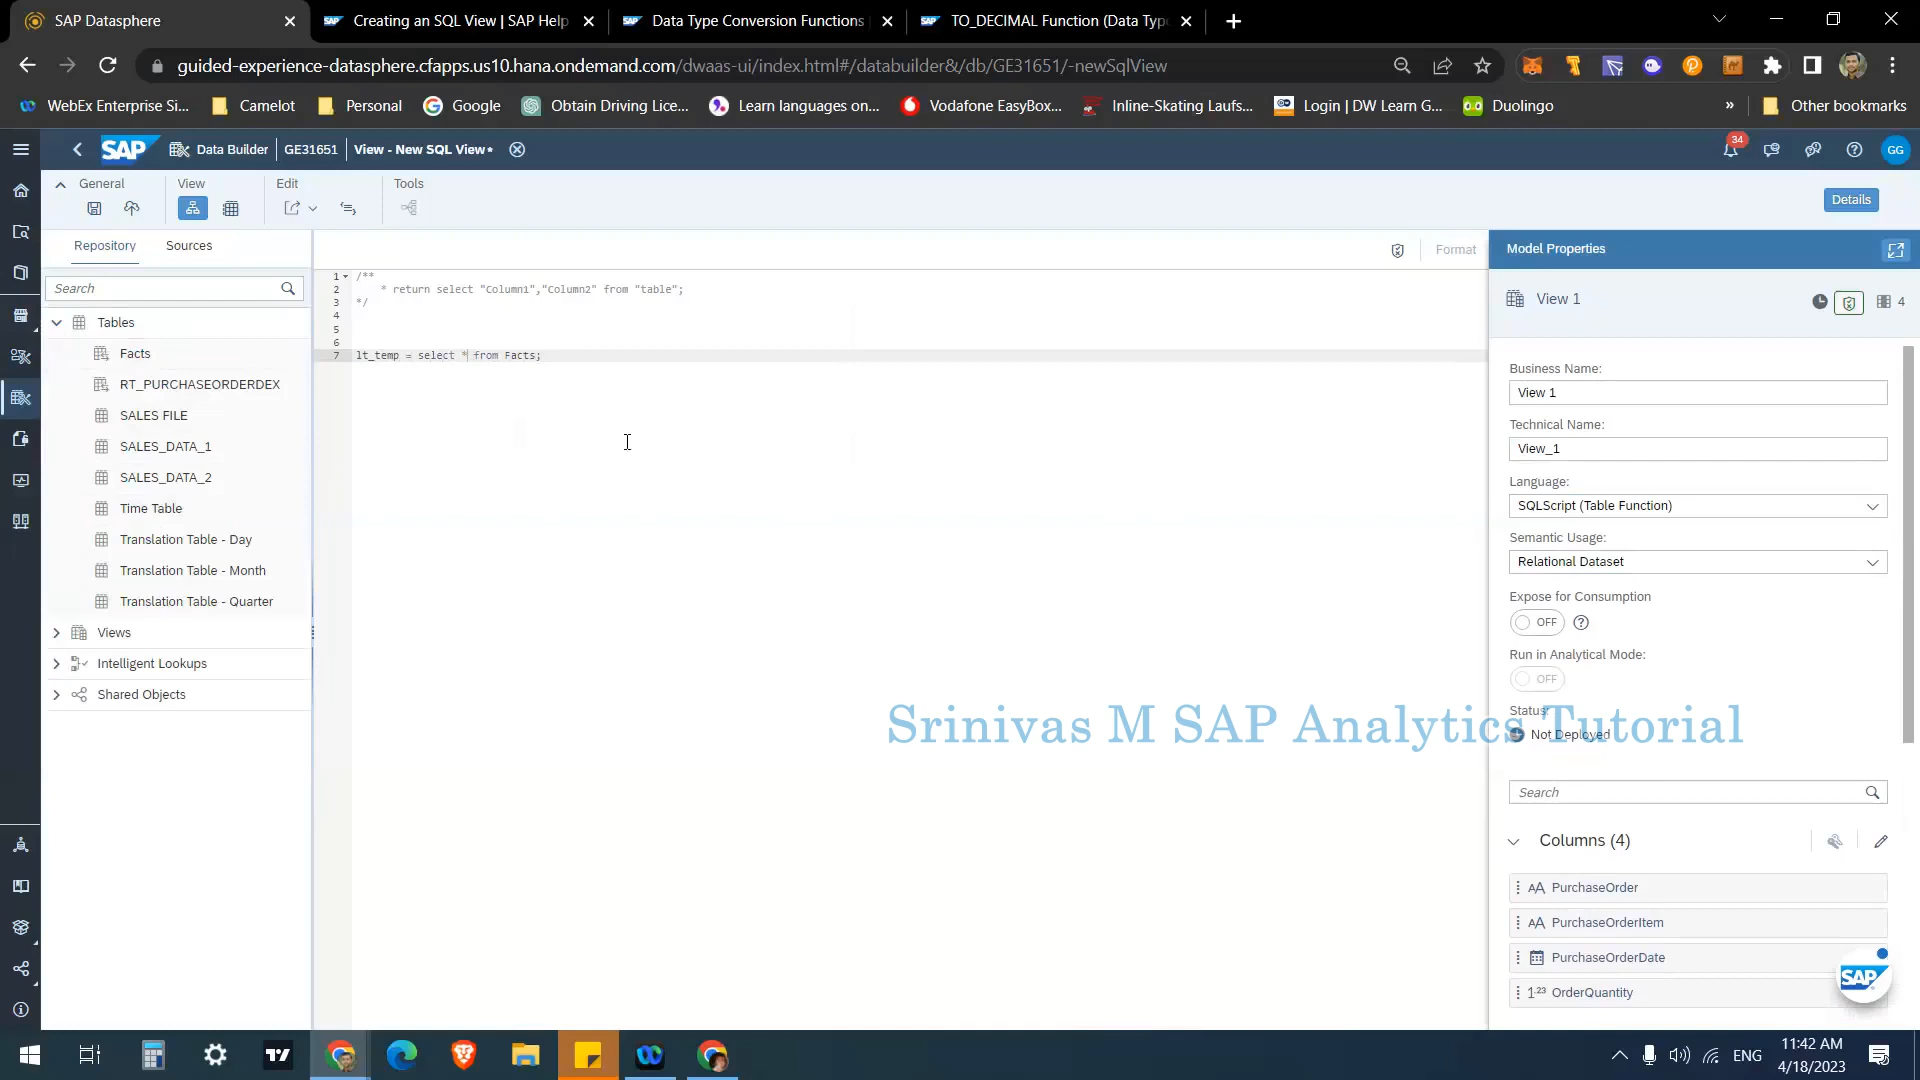 SAP Datasphere
Creating an SQL View | SAP Help
Data Type Conversion Functions
TO_DECIMAL Function (Data Type
guided-experience-datasphere.cfapps.us10.hana.ondemand.com/dwaas-ui/index.html#/databuilder&/db/GE31651/-newSqlView
WebEx Enterprise Si...
Camelot
Personal
Google
Obtain Driving Lice...
Learn languages on...
Vodafone EasyBox...
Inline-Skating Laufs...
Login | DW Learn G...
Duolingo
»
Other bookmarks
SAP
Data Builder
GE31651
View - New SQL View*
34
GG
General
View
Edit
Tools
Details
Repository
Sources
Format
Model Properties
Search
Tables
Facts
RT_PURCHASEORDERDEX
SALES FILE
SALES_DATA_1
SALES_DATA_2
Time Table
Translation Table - Day
Translation Table - Month
Translation Table - Quarter
Views
Intelligent Lookups
Shared Objects
1 /**
2 * return select "Column1","Column2" from "table";
3 */
4
5
6
7 lt_temp = select * from Facts;
View 1
4
Business Name:
View 1
Technical Name:
View_1
Language:
SQLScript (Table Function)
Semantic Usage:
Relational Dataset
Expose for Consumption
OFF
Run in Analytical Mode:
OFF
Status:
Not Deployed
Srinivas M SAP Analytics Tutorial
Search
Columns (4)
AA PurchaseOrder
AA PurchaseOrderItem
PurchaseOrderDate
1.23 OrderQuantity
SAP
ENG
11:42 AM
4/18/2023